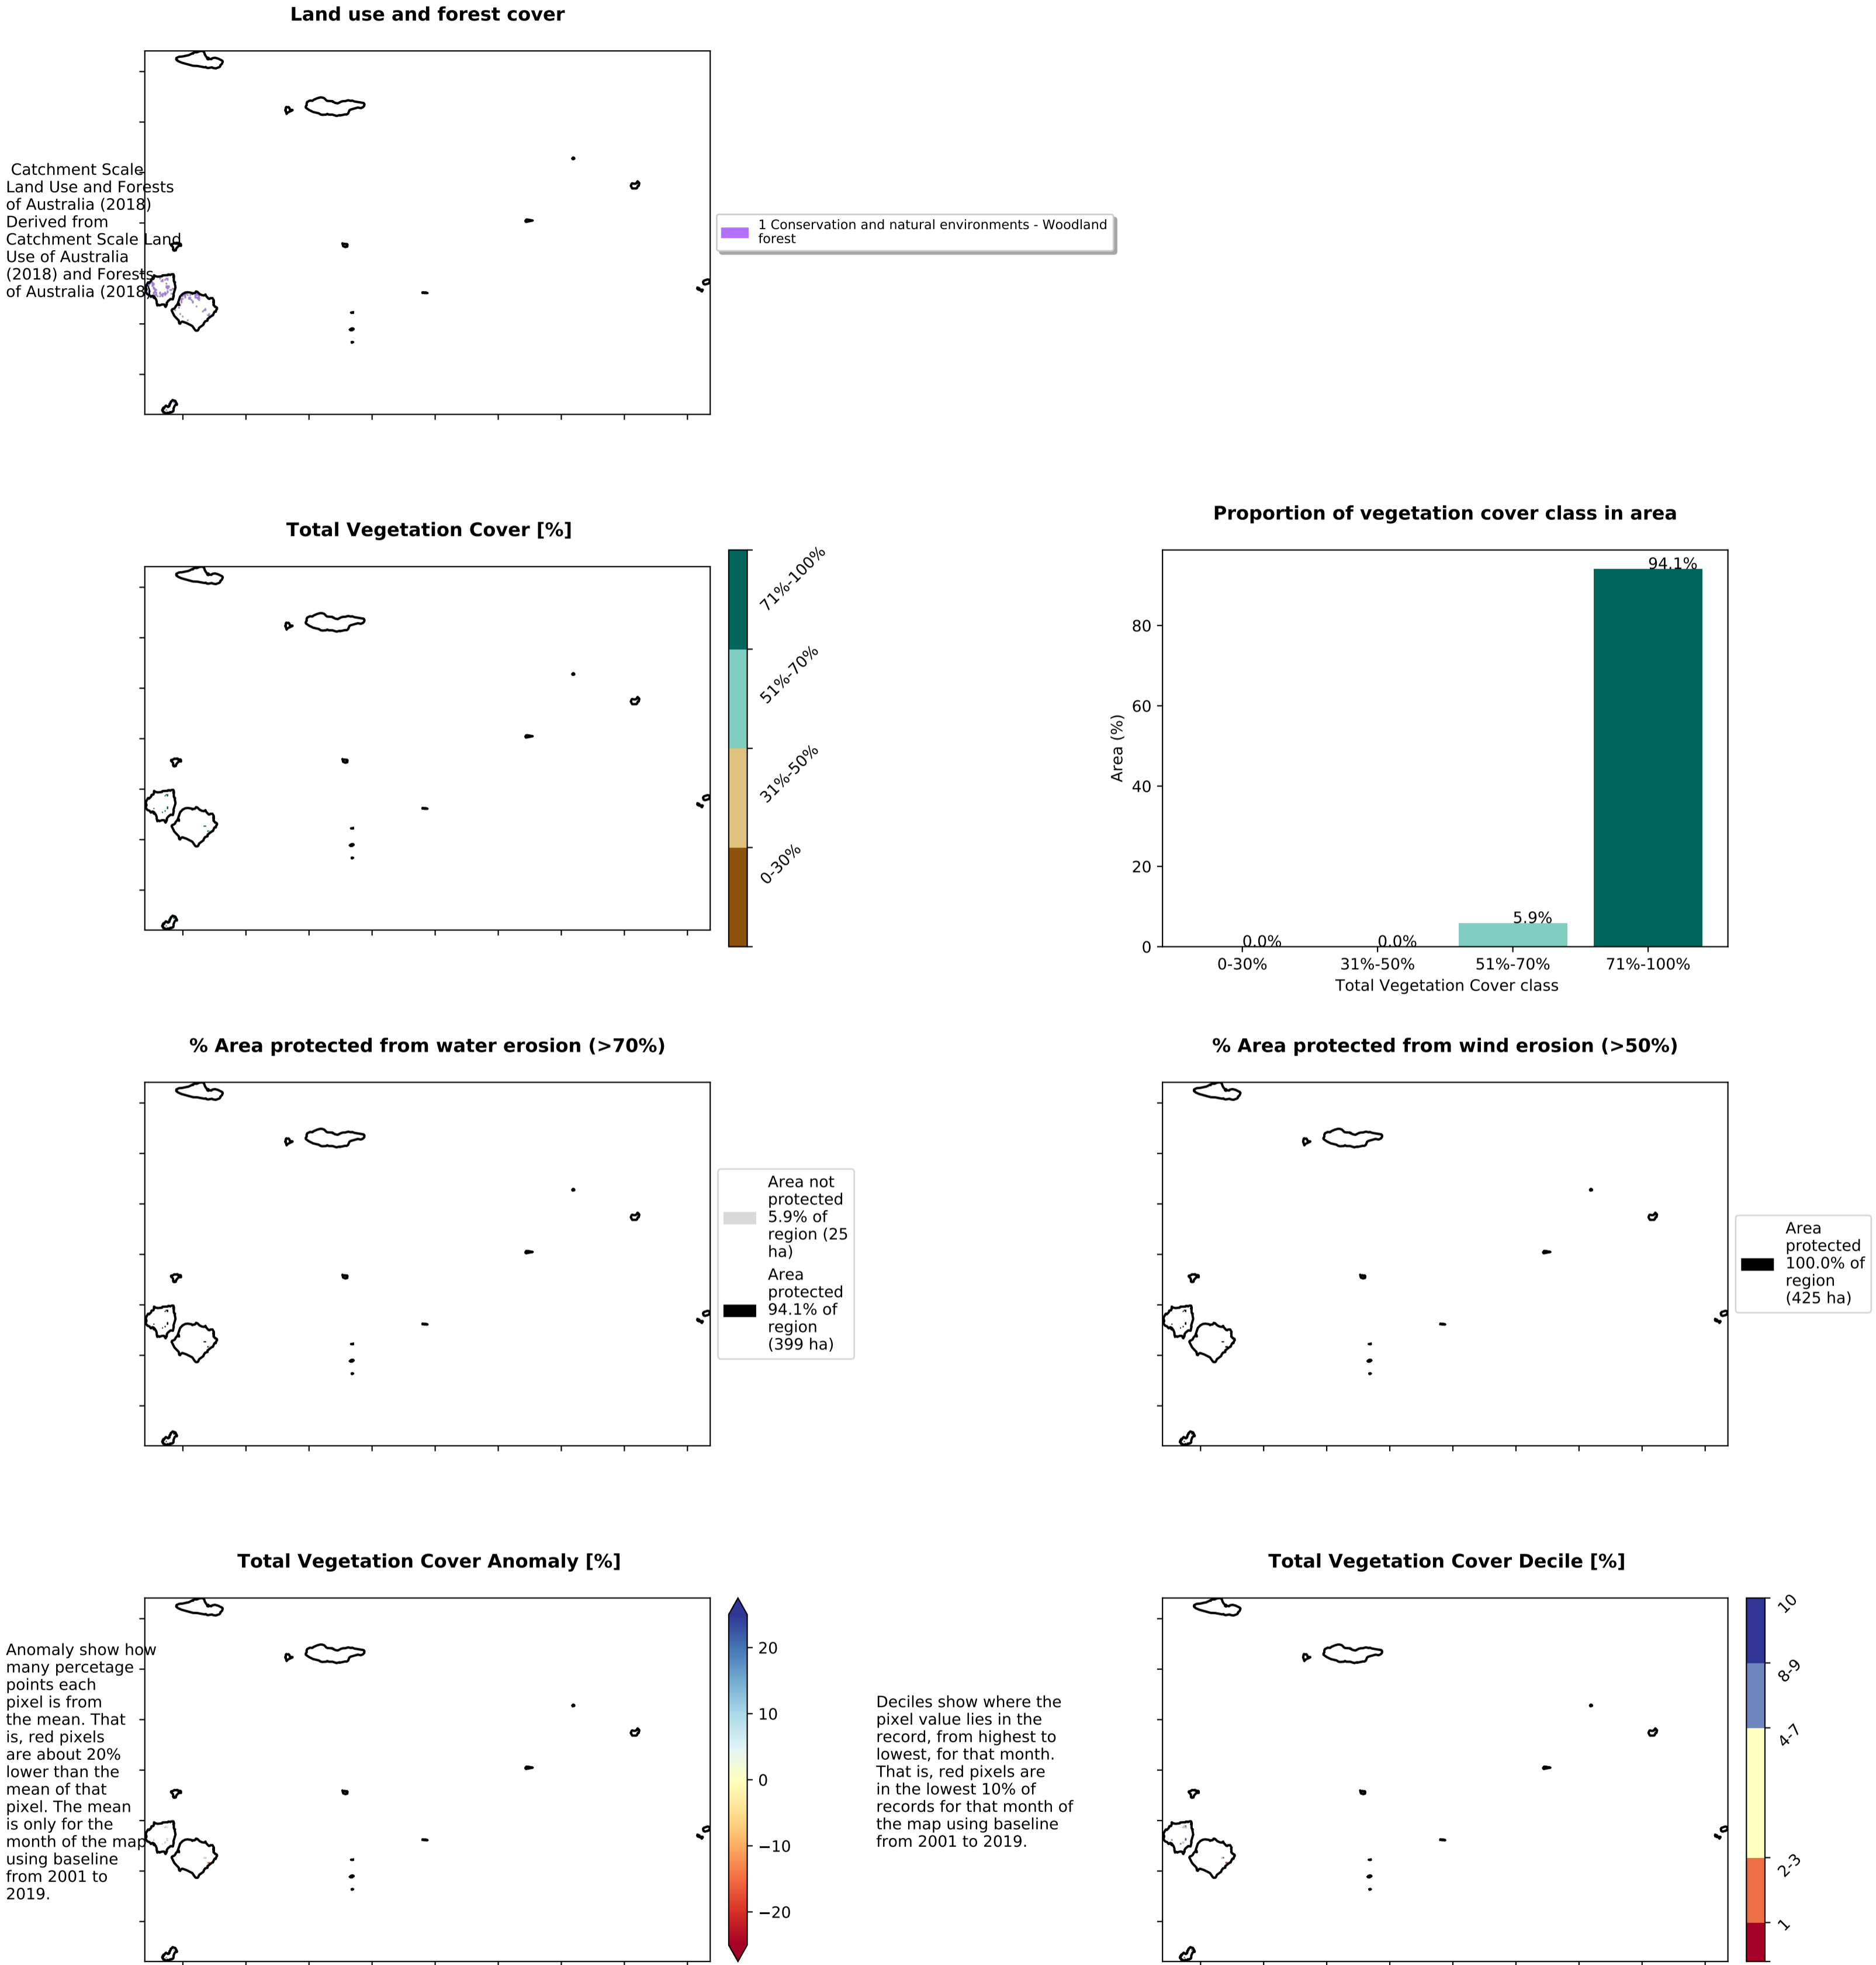 Land use and forest cover
Catchment Scale
Land Use and Forests
of Australia (2018)
Derived from
Catchment Scale Land
Use of Australia
(2018) and Forests
of Australia (2018)
1 Conservation and natural environments - Woodland
forest
Total Vegetation Cover [%]
71%-100%
51%-70%
31%-50%
0-30%
Proportion of vegetation cover class in area
94.1%
80
60
40
20
0
Area (%)
0.0%
0.0%
5.9%
0-30%
31%-50%
51%-70%
71%-100%
Total Vegetation Cover class
% Area protected from water erosion (>70%)
Area not
protected
5.9% of
region (25
ha)
Area
protected
94.1% of
region
(399 ha)
% Area protected from wind erosion (>50%)
Area
protected
100.0% of
region
(425 ha)
Total Vegetation Cover Anomaly [%]
Anomaly show how
many percetage
points each
pixel is from
the mean. That
is, red pixels
are about 20%
lower than the
mean of that
pixel. The mean
is only for the
month of the map
using baseline
from 2001 to
2019.
20
10
0
−10
−20
Total Vegetation Cover Decile [%]
Deciles show where the
pixel value lies in the
record, from highest to
lowest, for that month.
That is, red pixels are
in the lowest 10% of
records for that month of
the map using baseline
from 2001 to 2019.
10
8-9
4-7
2-3
1